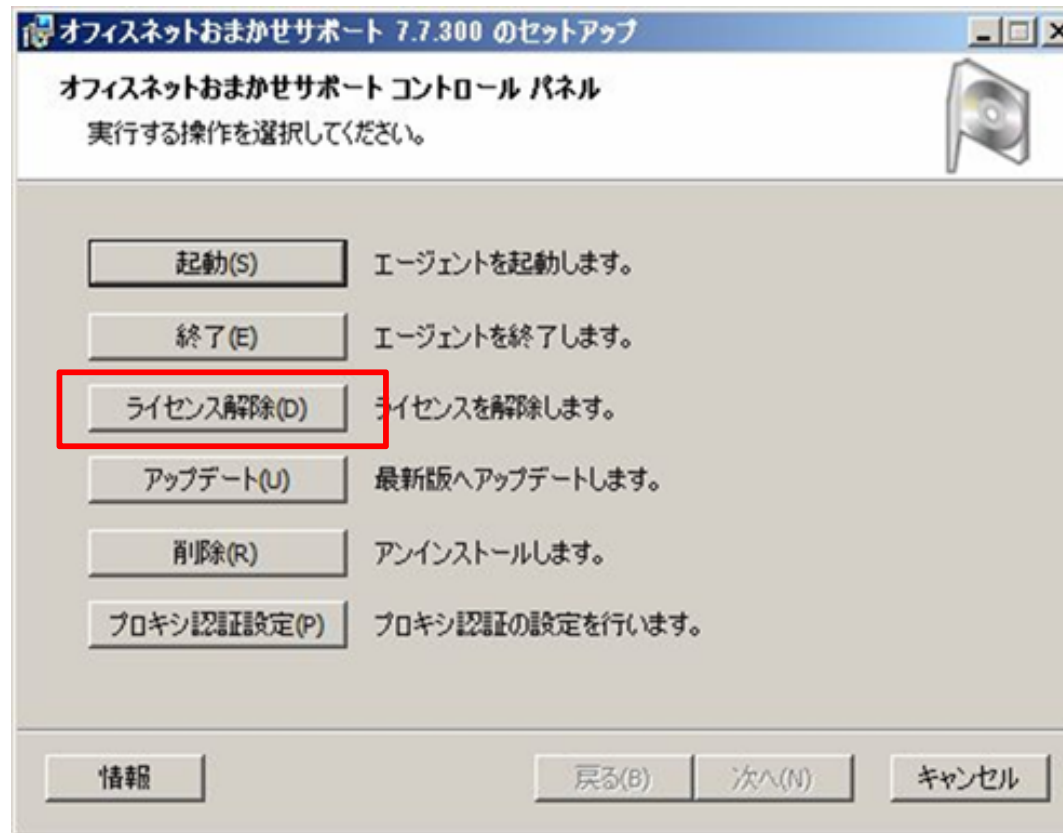 オフィスネットおまかせサポート 7.7.300 のセットアップ
オフィスネットおまかせサポート コントロール パネル
実行する操作を選択してください。
起動(S) エージェントを起動します。
終了(E) エージェントを終了します。
ライセンス解除(D) ライセンスを解除します。
アップデート(U) 最新版へアップデートします。
削除(R) アンインストールします。
プロキシ認証設定(P) プロキシ認証の設定を行います。
情報 戻る(B) 次へ(N) キャンセル